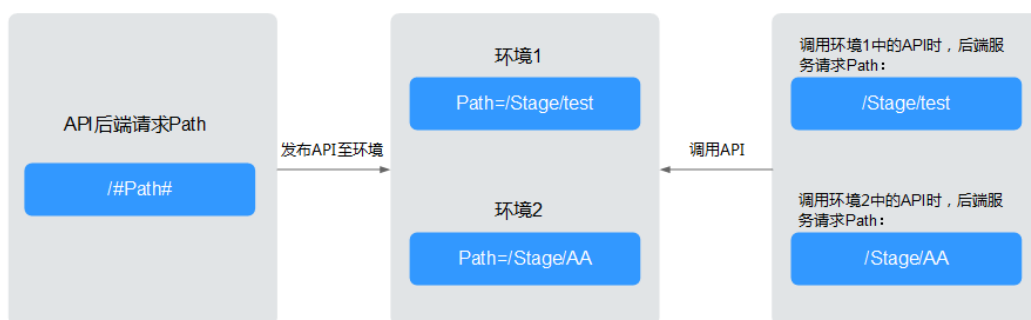 API后端请求Path
/#Path#
发布API至环境
环境1
Path=/Stage/test
环境2
Path=/Stage/AA
调用API
调用环境1中的API时，后端服
务请求Path：
/Stage/test
调用环境2中的API时，后端服
务请求Path：
/Stage/AA